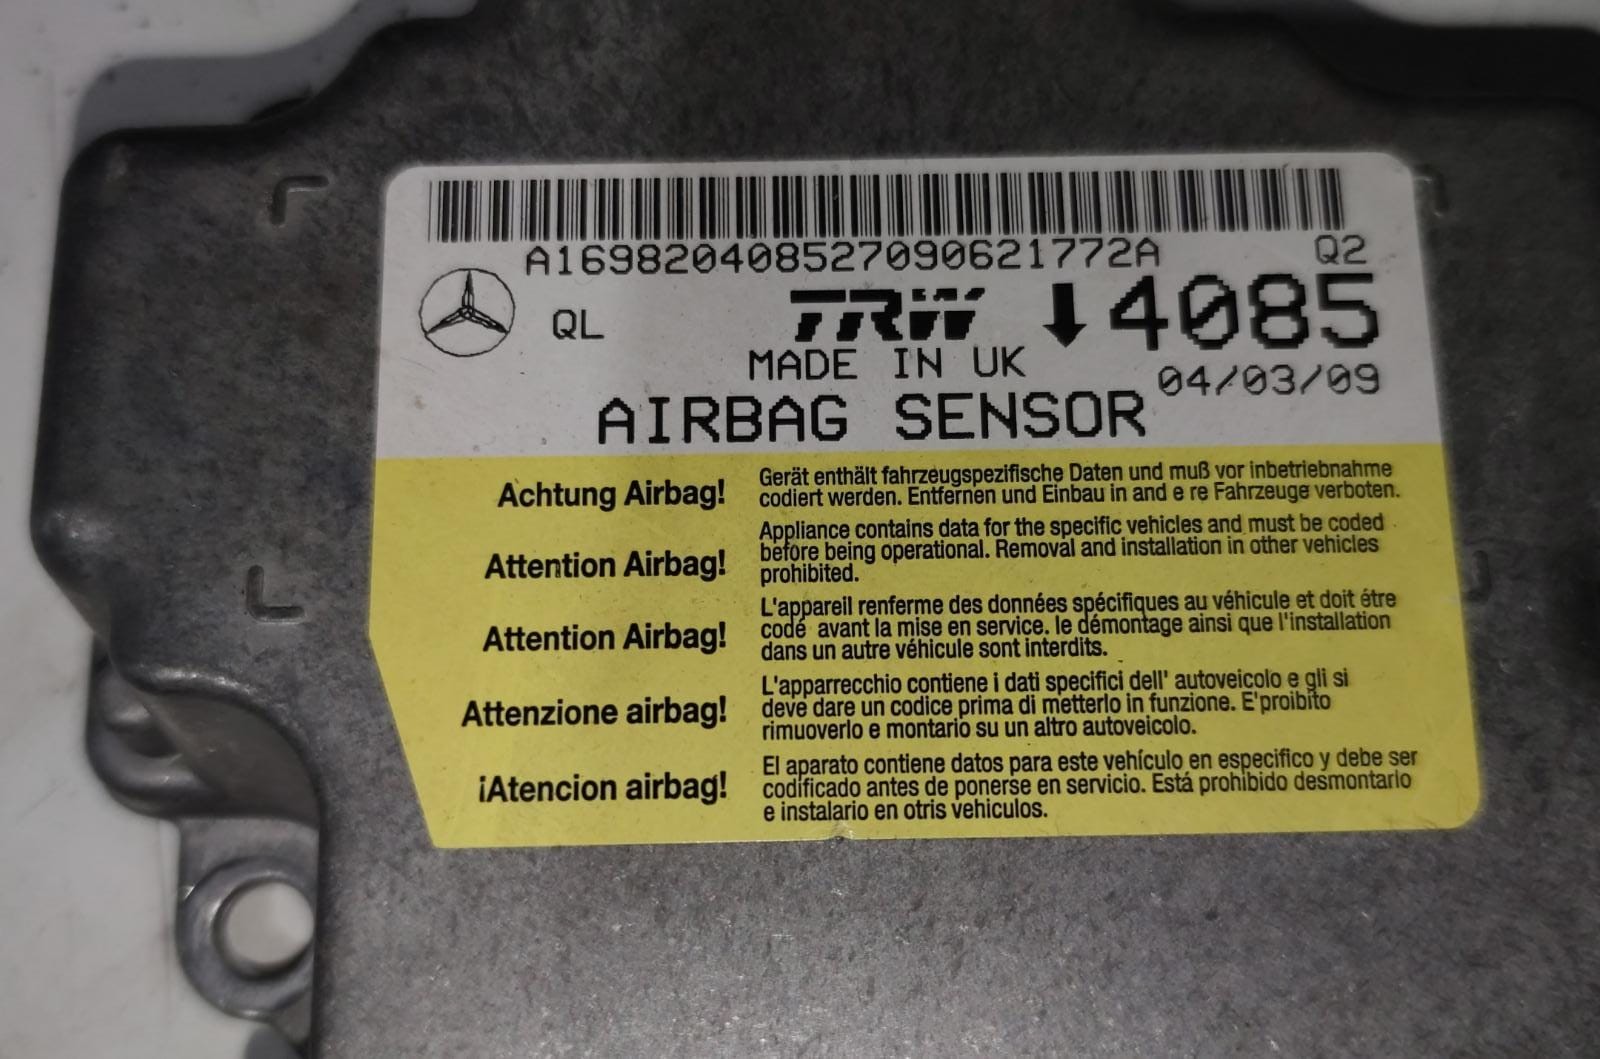 A169820408527090621772A Q2
QL TRW 4085
MADE IN UK
04/03/09
AIRBAG SENSOR
Achtung Airbag!
Gerät enthält fahrzeugspezifische Daten und muß vor inbetriebnahme
codiert werden. Entfernen und Einbau in and e re Fahrzeuge verboten.
Attention Airbag!
Appliance contains data for the specific vehicles and must be coded
before being operational. Removal and installation in other vehicles
prohibited.
Attention Airbag!
L'appareil renferme des données spécifiques au véhicule et doit étre
codé avant la mise en service. le démontage ainsi que l'installation
dans un autre véhicule sont interdits.
Attenzione airbag!
L'apparrecchio contiene i dati specifici dell' autoveicolo e gli si
deve dare un codice prima di metterlo in funzione. E'proibito
rimuoverlo e montario su un altro autoveicolo.
¡Atencion airbag!
El aparato contiene datos para este vehículo en especifico y debe ser
codificado antes de ponerse en servicio. Está prohibido desmontario
e instalario en otris vehiculos.